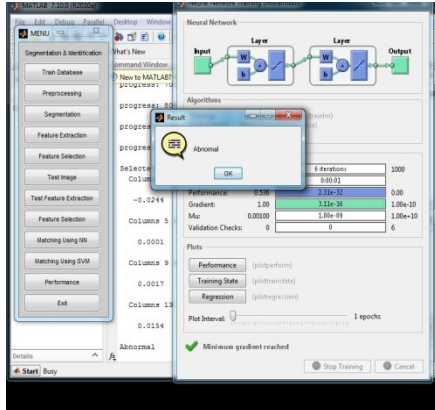 MATLAB 7.10.0 (R2010a)
File Edit Debug Parallel Desktop Window
MENU
Segmentation & Identification
Train Database
Preprocessing
Segmentation
Feature Extraction
Feature Selection
Test Image
Test Feature Extraction
Feature Selection
Matching Using NN
Matching Using SVM
Performance
Exit
What's New
Command Window
New to MATLAB?
progress: 80
progress
progress
Selecte
Colum
-0.0244
Columns 5
0.0001
Columns 9
0.0017
Columns 13
0.0154
Abnormal
Details
Start Busy
Neural Network
Layer Layer
Input Output
W W
b b
Algorithms
Result
Abnomal
OK
6 iterations 1000
0:00:01
Performance: 0.536 2.31e-32 0.00
Gradient: 1.00 3.11e-16 1.00e-10
Mu: 0.00100 1.00e-09 1.00e+10
Validation Checks: 0 0 6
Plots
Performance (plotperform)
Training State (plottrainstate)
Regression (plotregression)
Plot Interval: 1 epochs
Minimum gradient reached
Stop Training Cancel